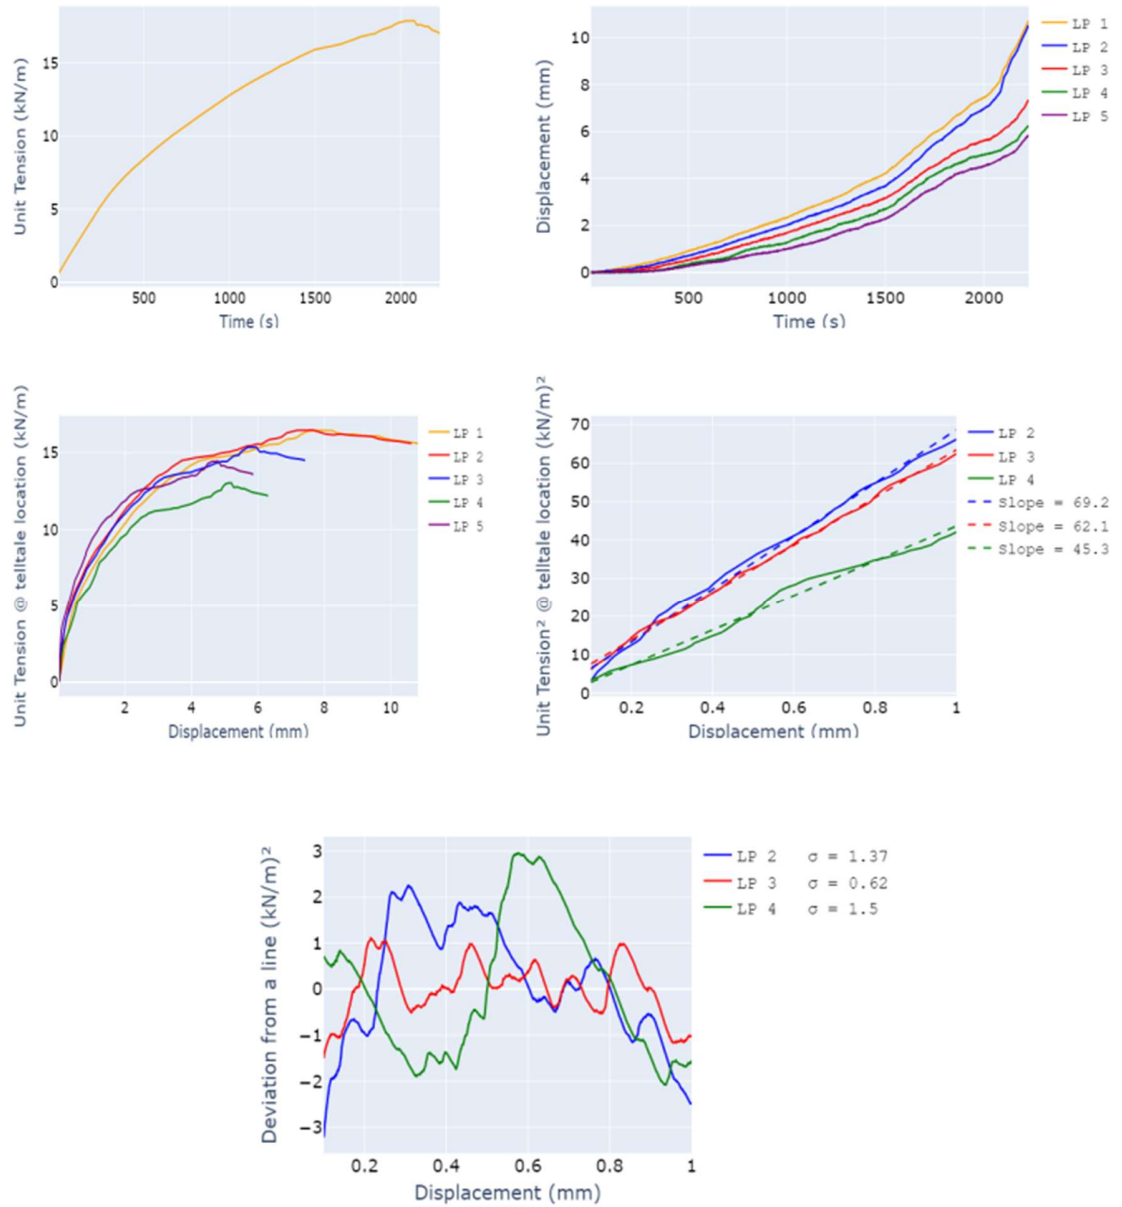 Unit Tension (kN/m)
15
10
5
0
500 1000 1500 2000
Time (s)
Displacement (mm)
10
8
6
4
2
0
500 1000 1500 2000
Time (s)
LP 1
LP 2
LP 3
LP 4
LP 5
Unit Tension @ telltale location (kN/m)
15
10
5
0
2 4 6 8 10
Displacement (mm)
LP 1
LP 2
LP 3
LP 4
LP 5
Unit Tension² @ telltale location (kN/m)²
70
60
50
40
30
20
10
0
0.2 0.4 0.6 0.8 1
Displacement (mm)
LP 2
LP 3
LP 4
Slope = 69.2
Slope = 62.1
Slope = 45.3
Deviation from a line (kN/m)²
3
2
1
0
−1
−2
−3
0.2 0.4 0.6 0.8 1
Displacement (mm)
LP 2 σ = 1.37
LP 3 σ = 0.62
LP 4 σ = 1.5